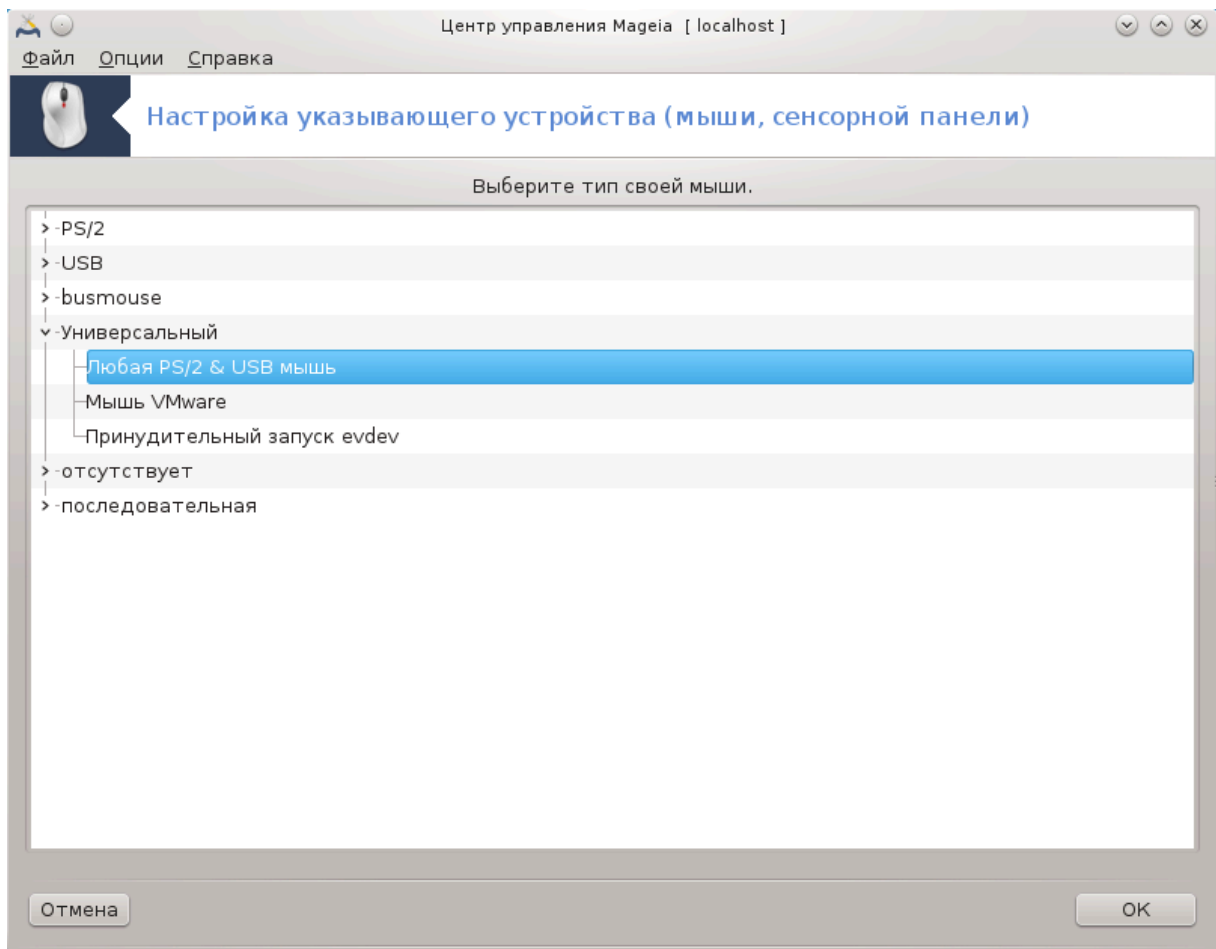 Центр управления Mageia [ localhost ]
Файл Опции Справка
Настройка указывающего устройства (мыши, сенсорной панели)
Выберите тип своей мыши.
PS/2
USB
busmouse
Универсальный
Любая PS/2 & USB мышь
Мышь VMware
Принудительный запуск evdev
отсутствует
последовательная
Отмена OK